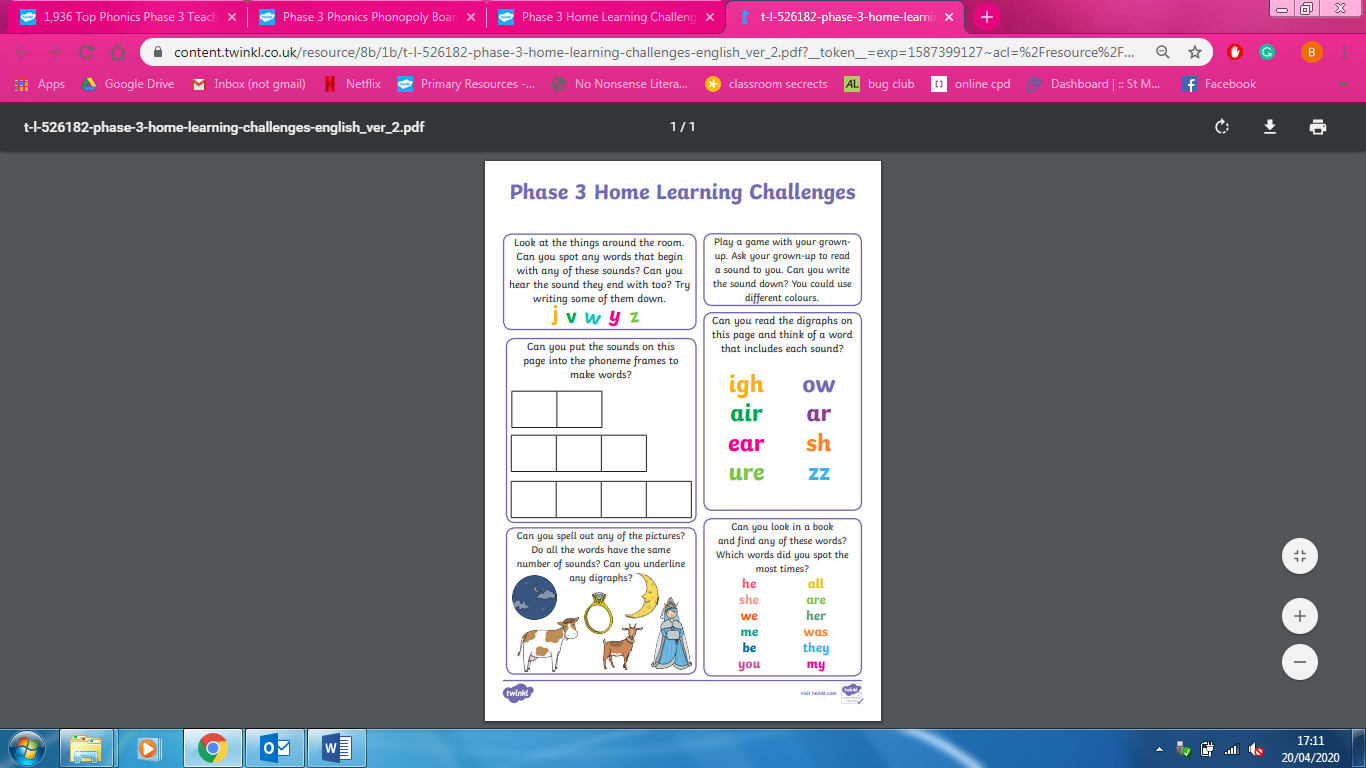 1,936 Top Phonics Phase 3 Teach
Phase 3 Phonics Phonopoly Boar
Phase 3 Home Learning Challeng
t-l-526182-phase-3-home-learnin
content.twinkl.co.uk/resource/8b/1b/t-l-526182-phase-3-home-learning-challenges-english_ver_2.pdf?__token__=exp=1587399127~acl=%2Fresource%2F...
B
Apps
Google Drive
Inbox (not gmail)
Netflix
Primary Resources -...
No Nonsense Litera...
classroom secrects
AL bug club
online cpd
Dashboard | :: St M...
Facebook
»
t-l-526182-phase-3-home-learning-challenges-english_ver_2.pdf
1 / 1
Phase 3 Home Learning Challenges
Look at the things around the room.
Can you spot any words that begin
with any of these sounds? Can you
hear the sound they end with too? Try
writing some of them down.
j v w y z
Play a game with your grown-
up. Ask your grown-up to read
a sound to you. Can you write
the sound down? You could use
different colours.
Can you put the sounds on this
page into the phoneme frames to
make words?
Can you read the digraphs on
this page and think of a word
that includes each sound?
igh ow
air ar
ear sh
ure zz
Can you spell out any of the pictures?
Do all the words have the same
number of sounds? Can you underline
any digraphs?
Can you look in a book
and find any of these words?
Which words did you spot the
most times?
he all
she are
we her
me was
be they
you my
twinkl
visit twinkl.com
twinkl
17:11
20/04/2020